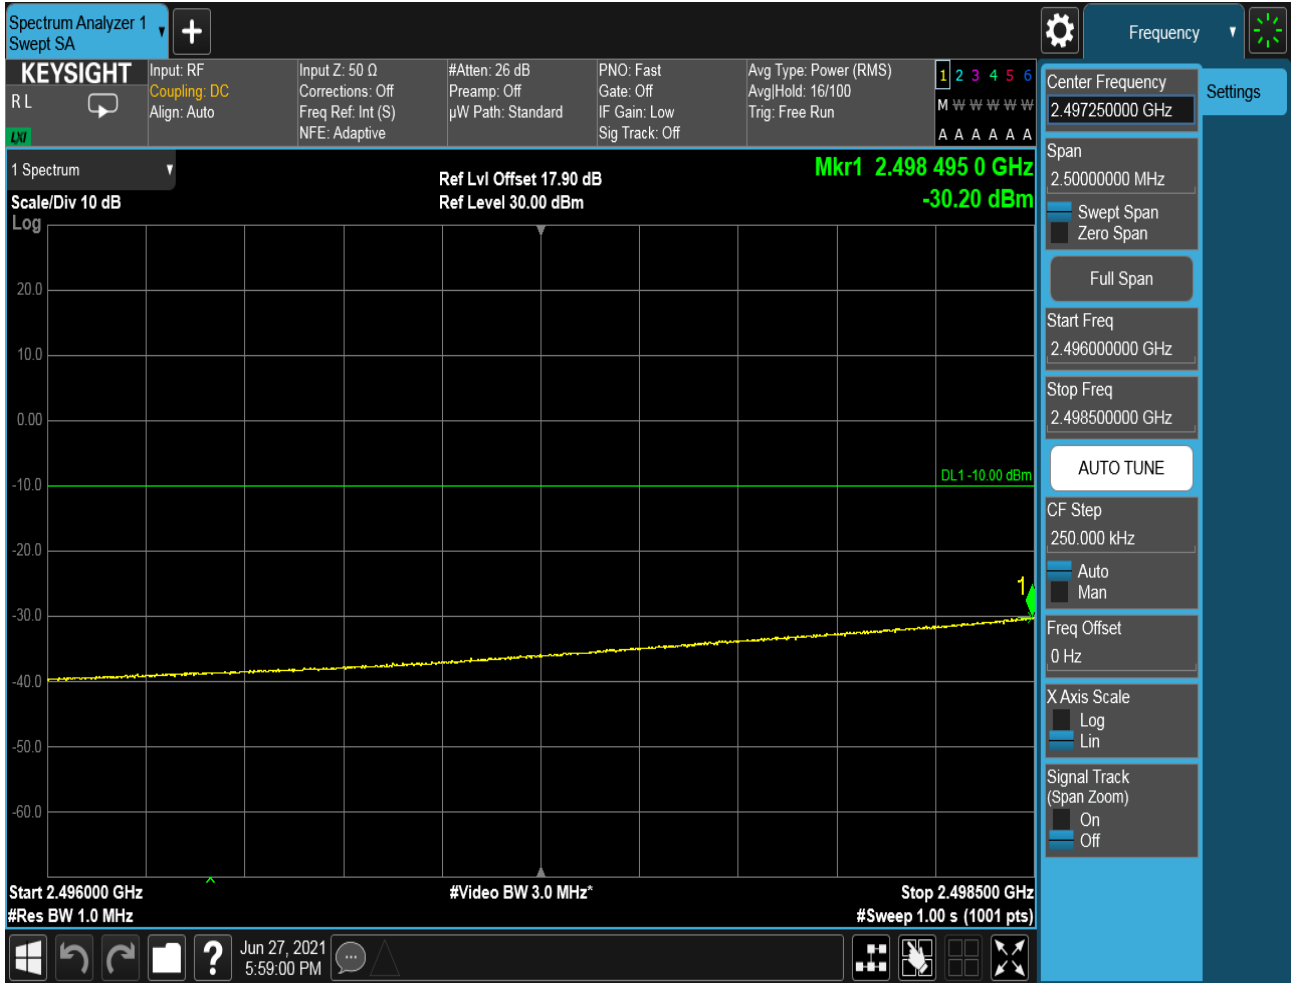 Spectrum Analyzer 1
Swept SA
+
Frequency
KEYSIGHT
R L
LXI
Input: RF
Coupling: DC
Align: Auto
Input Z: 50 Ω
Corrections: Off
Freq Ref: Int (S)
NFE: Adaptive
#Atten: 26 dB
Preamp: Off
µW Path: Standard
PNO: Fast
Gate: Off
IF Gain: Low
Sig Track: Off
Avg Type: Power (RMS)
Avg|Hold: 16/100
Trig: Free Run
1 2 3 4 5 6
M W W W W W
A A A A A A
1 Spectrum
Scale/Div 10 dB
Log
Ref Lvl Offset 17.90 dB
Ref Level 30.00 dBm
Mkr1 2.498 495 0 GHz
-30.20 dBm
20.0
10.0
0.00
-10.0
-20.0
-30.0
-40.0
-50.0
-60.0
DL1 -10.00 dBm
1
Start 2.496000 GHz
#Res BW 1.0 MHz
#Video BW 3.0 MHz*
Stop 2.498500 GHz
#Sweep 1.00 s (1001 pts)
?
Jun 27, 2021
5:59:00 PM
Center Frequency
2.497250000 GHz
Settings
Span
2.50000000 MHz
Swept Span
Zero Span
Full Span
Start Freq
2.496000000 GHz
Stop Freq
2.498500000 GHz
AUTO TUNE
CF Step
250.000 kHz
Auto
Man
Freq Offset
0 Hz
X Axis Scale
Log
Lin
Signal Track
(Span Zoom)
On
Off